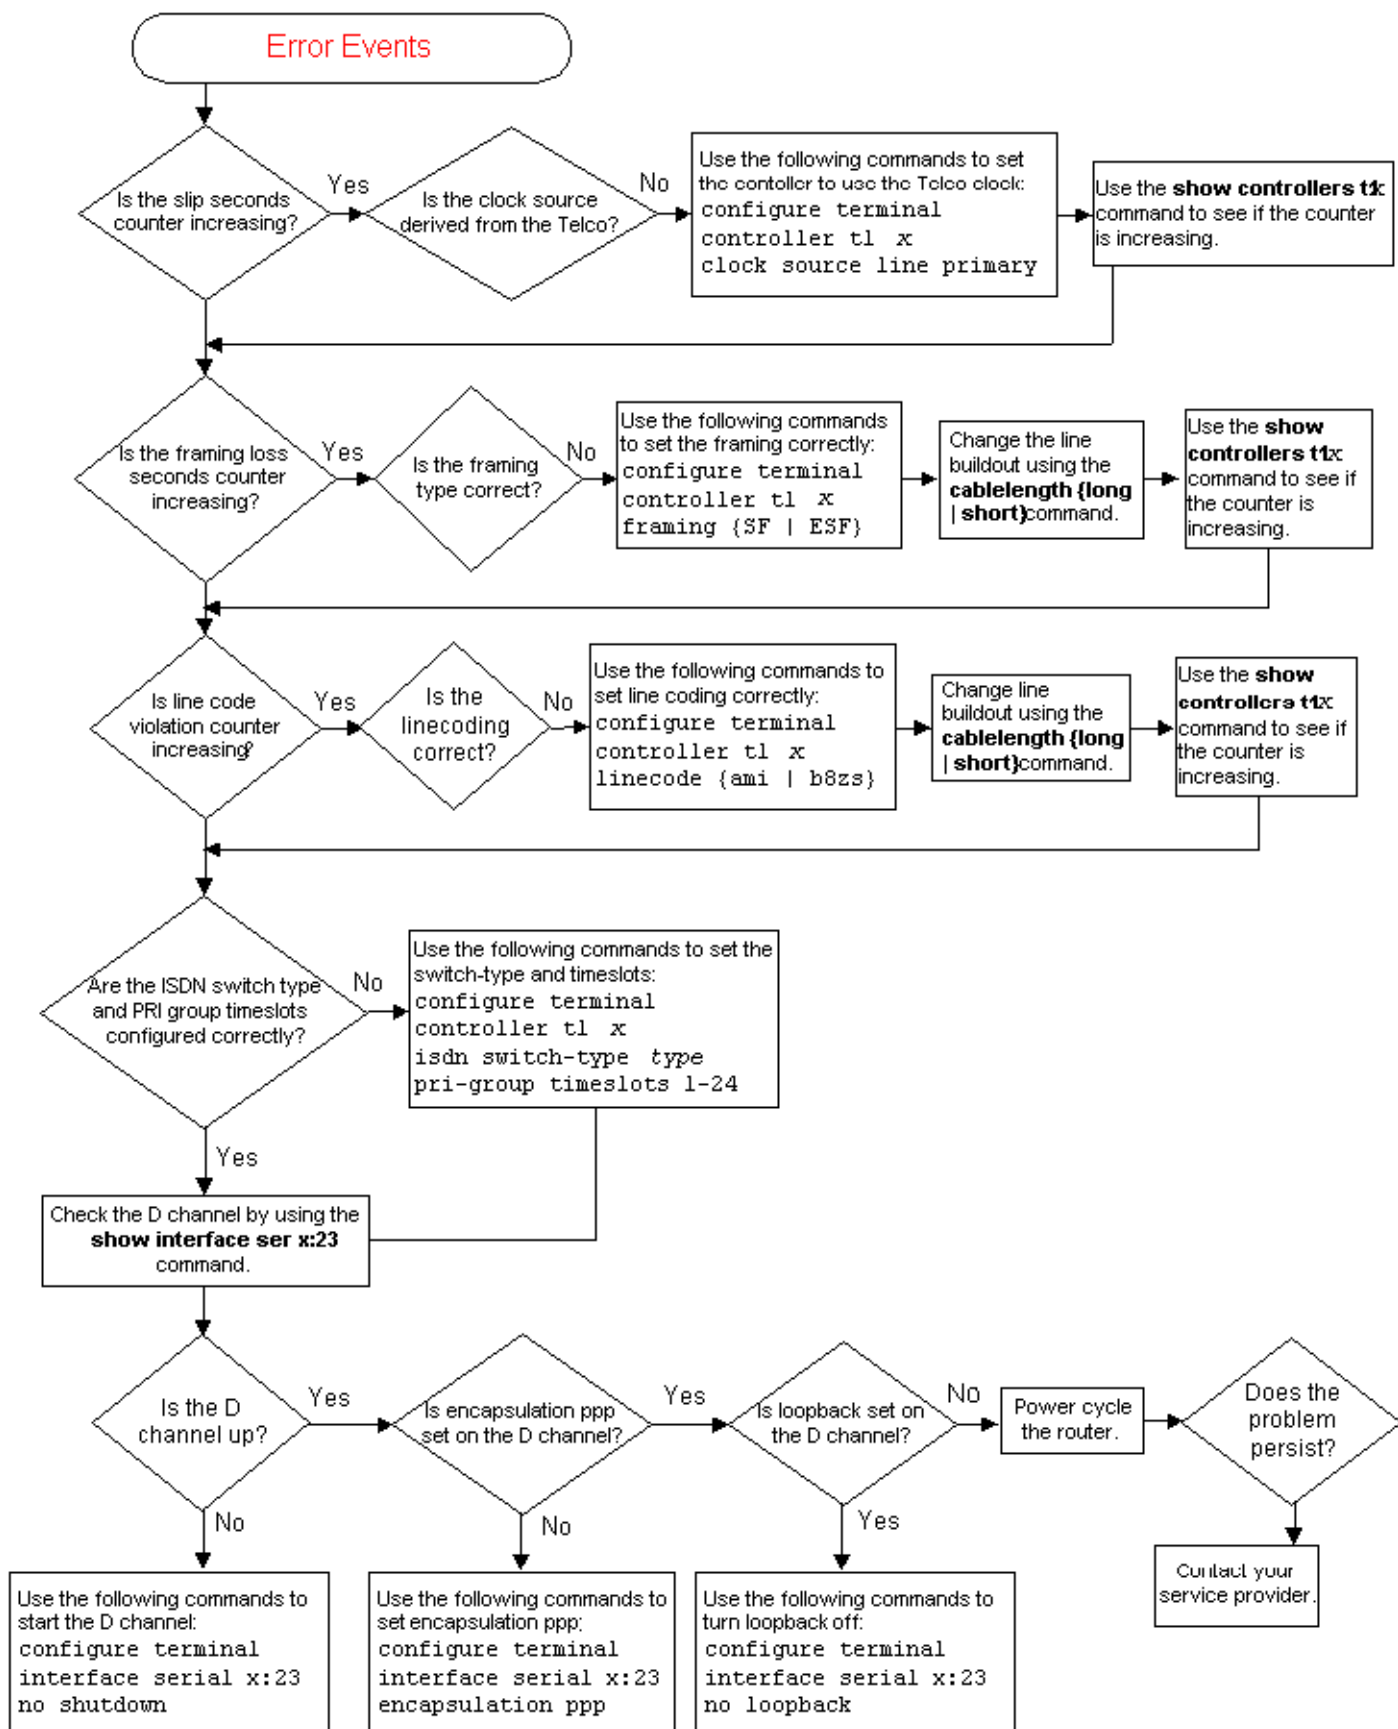 Error Events
Is the slip seconds
counter increasing?
Yes
Is the clock source
derived from the Telco?
No
Use the following commands to set
the contoller to use the Telco clock:
configure terminal
controller tl x
clock source line primary
Use the show controllers t1x
command to see if the counter
is increasing.
Is the framing loss
seconds counter
increasing?
Yes
Is the framing
type correct?
No
Use the following commands
to set the framing correctly:
configure terminal
controller tl x
framing {SF | ESF}
Change the line
buildout using the
cablelength {long
| short}command.
Use the show
controllers t1x
command to see if
the counter is
increasing.
Is line code
violation counter
increasing?
Yes
Is the
linecoding
correct?
No
Use the following commands to
set line coding correctly:
configure terminal
controller tl x
linecode {ami | b8zs}
Change line
buildout using the
cablelength {long
| short}command.
Use the show
controllers t1x
command to see if
the counter is
increasing.
Are the ISDN switch type
and PRI group timeslots
configured correctly?
No
Use the following commands to set the
switch-type and timeslots:
configure terminal
controller tl x
isdn switch-type type
pri-group timeslots l-24
Yes
Check the D channel by using the
show interface ser x:23
command.
Is the D
channel up?
Yes
Is encapsulation ppp
set on the D channel?
Yes
Is loopback set on
the D channel?
No
Power cycle
the router.
Does the
problem
persist?
No
No
Yes
Use the following commands to
start the D channel:
configure terminal
interface serial x:23
no shutdown
Use the following commands to
set encapsulation ppp:
configure terminal
interface serial x:23
encapsulation ppp
Use the following commands to
turn loopback off:
configure terminal
interface serial x:23
no loopback
Contact your
service provider.